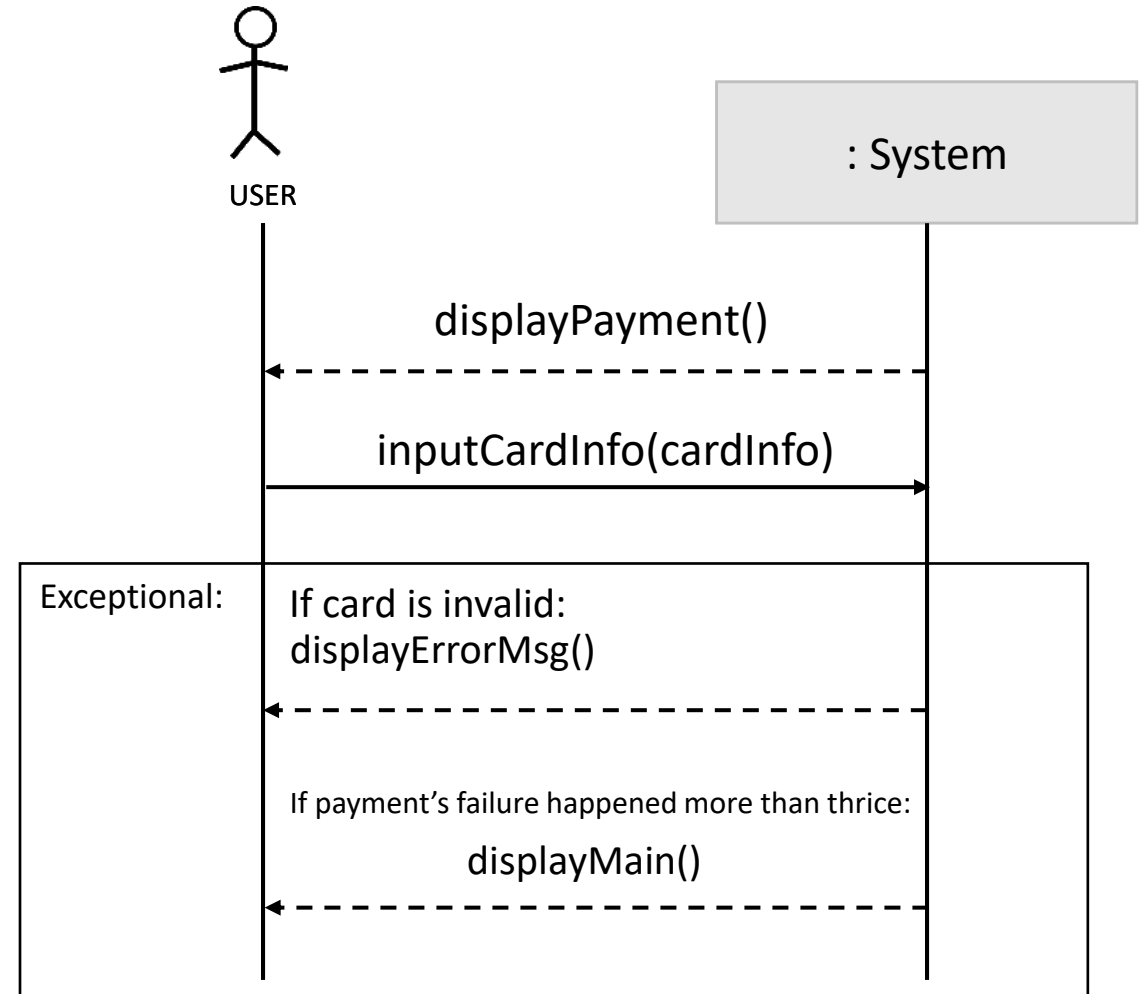 USER
: System
displayPayment()
inputCardInfo(cardInfo)
Exceptional:
If card is invalid:
displayErrorMsg()
If payment’s failure happened more than thrice:
displayMain()